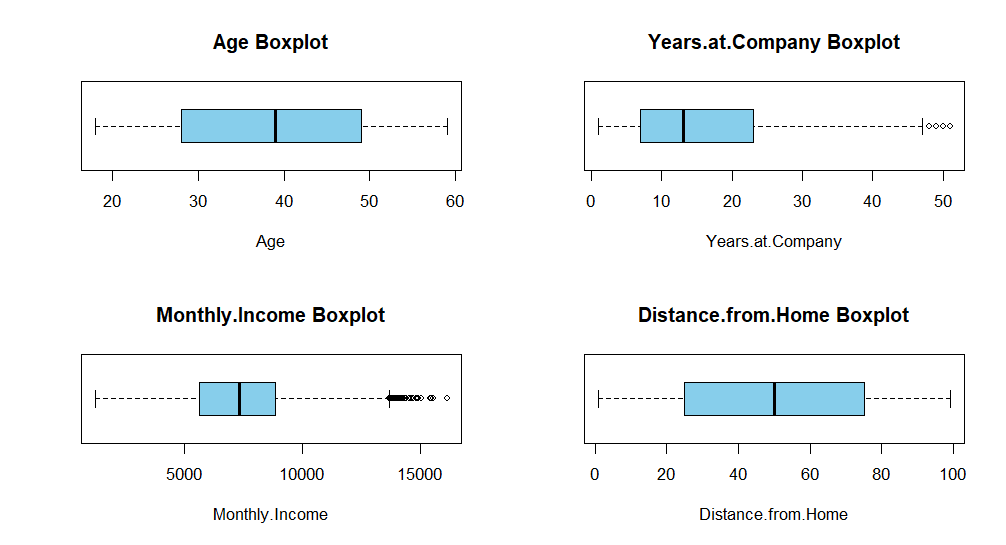 Age Boxplot
20 30 40 50 60
Age
Years.at.Company Boxplot
0 10 20 30 40 50
Years.at.Company
Monthly.Income Boxplot
5000 10000 15000
Monthly.Income
Distance.from.Home Boxplot
0 20 40 60 80 100
Distance.from.Home